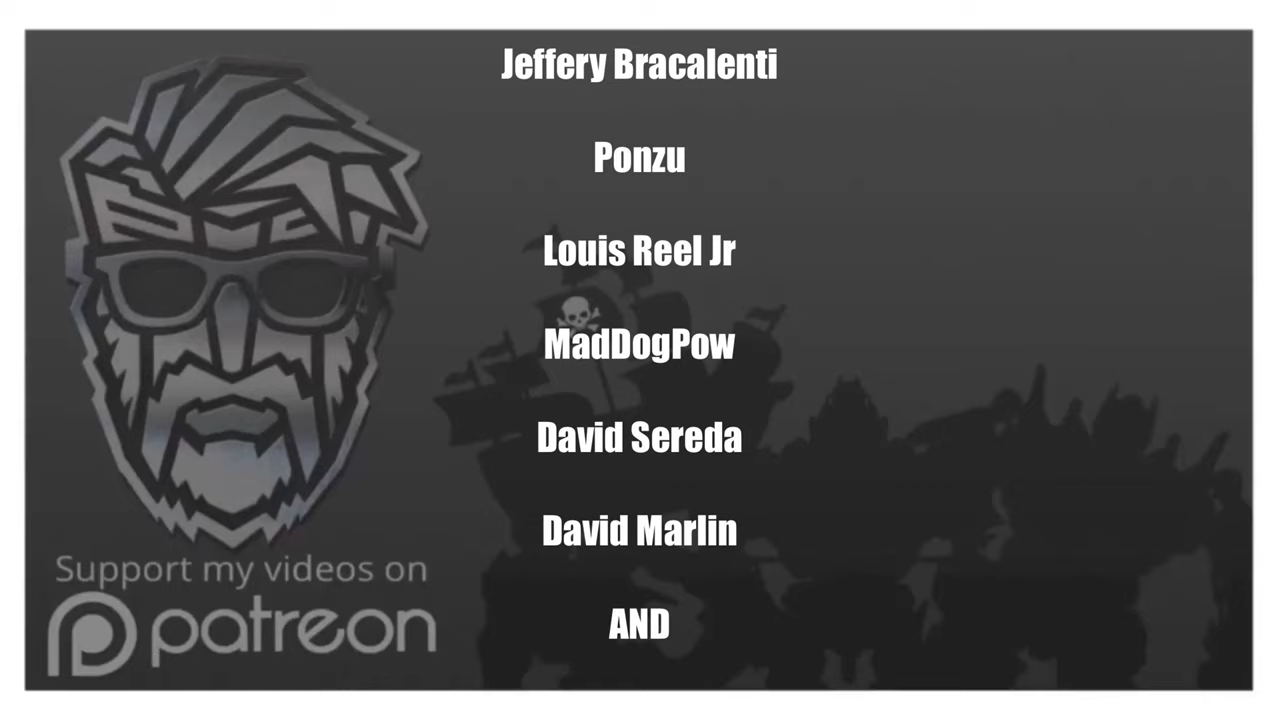 Jeffery Bracalenti
Ponzu
Louis Reel Jr
MadDogPow
David Sereda
David Marlin
AND
Support my videos on
patreon